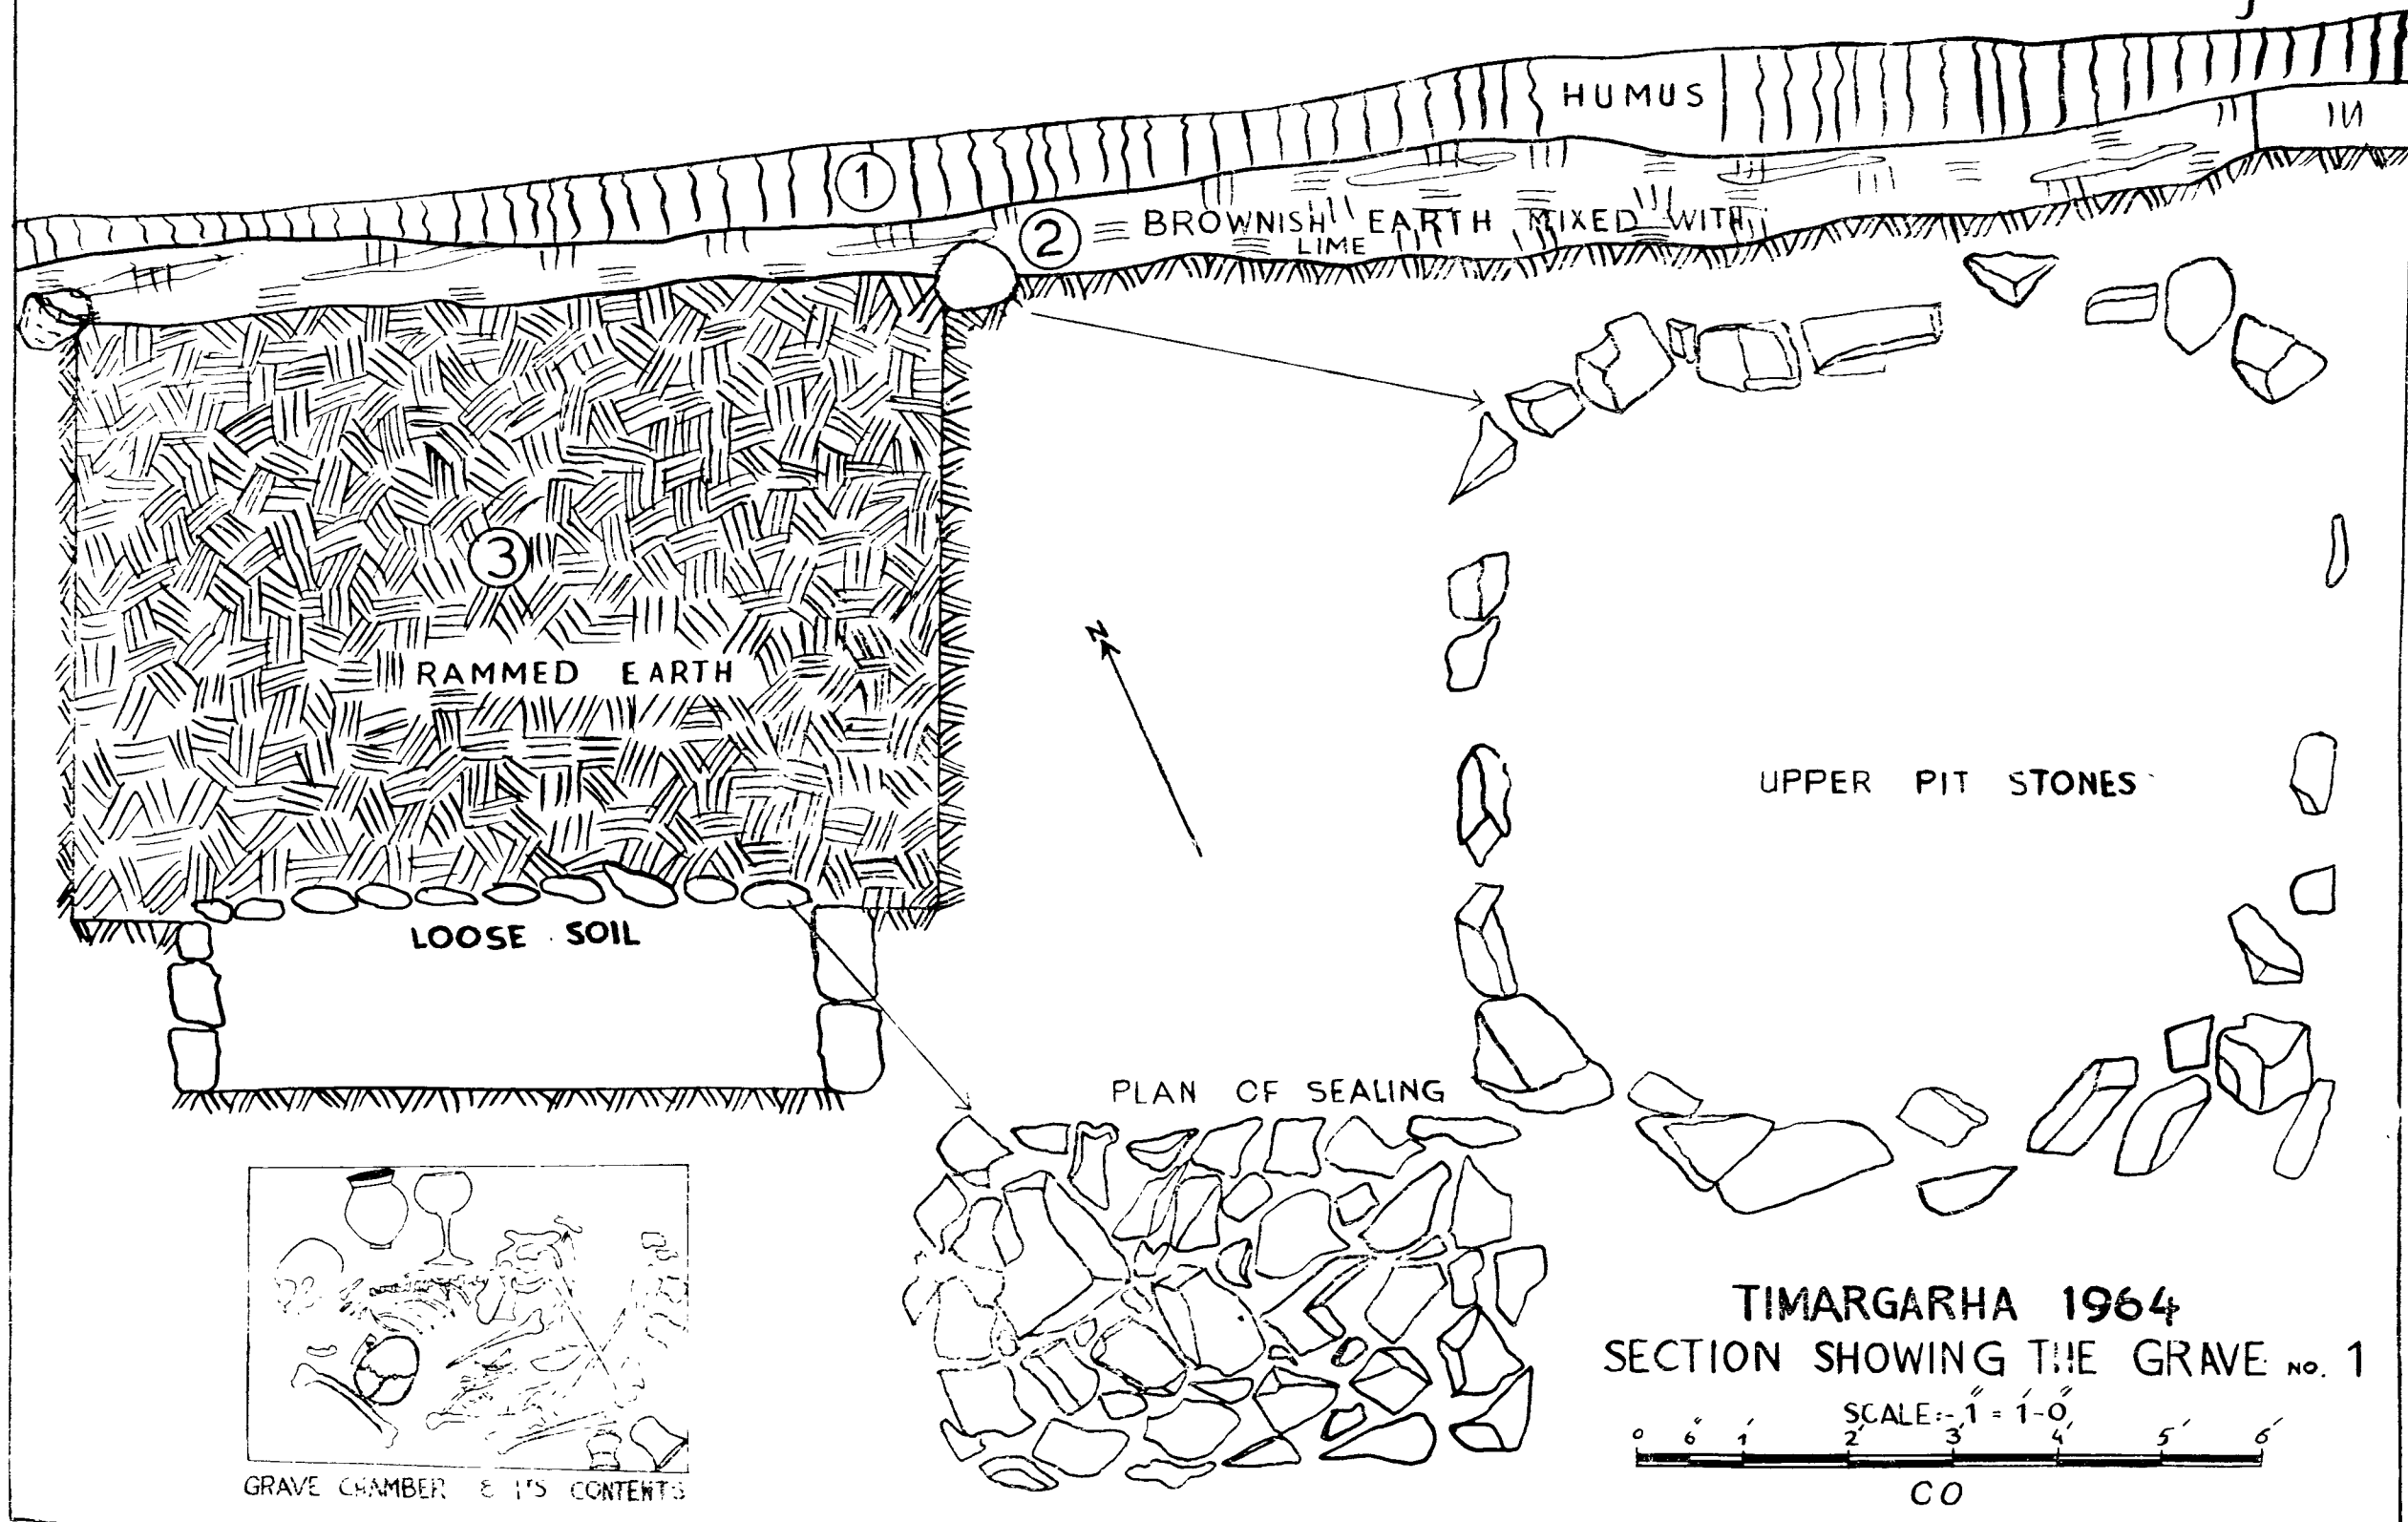 HUMUS
1
2 BROWNISH EARTH MIXED WITH
LIME
3
RAMMED EARTH
LOOSE SOIL
N
UPPER PIT STONES
PLAN OF SEALING
GRAVE CHAMBER & ITS CONTENTS
TIMARGARHA 1964
SECTION SHOWING THE GRAVE NO. 1
SCALE:- 1" = 1'-0"
0 6" 1' 2' 3' 4' 5' 6'
CO